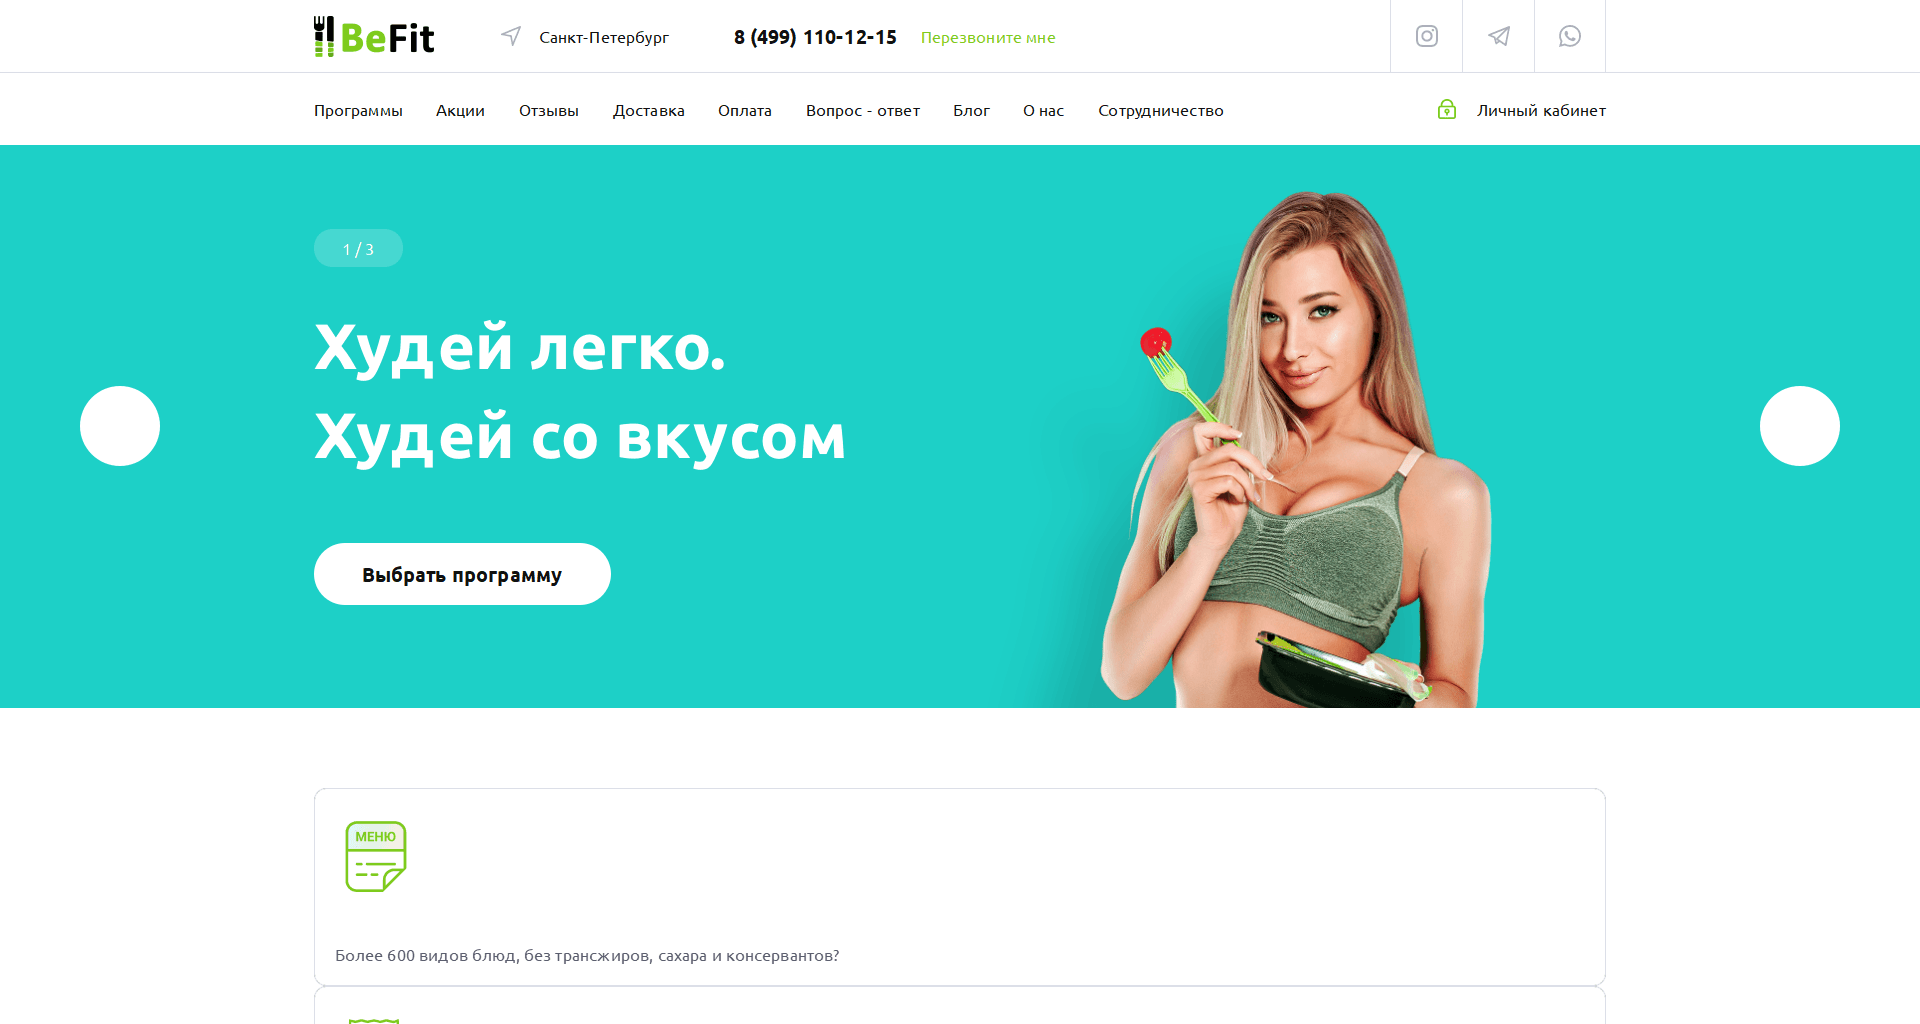 BeFit
Санкт-Петербург
8 (499) 110-12-15
Перезвоните мне
Программы
Акции
Отзывы
Доставка
Оплата
Вопрос - ответ
Блог
О нас
Сотрудничество
Личный кабинет
1 / 3
Худей легко.
Худей со вкусом
Выбрать программу
МЕНЮ
Более 600 видов блюд, без трансжиров, сахара и консервантов?